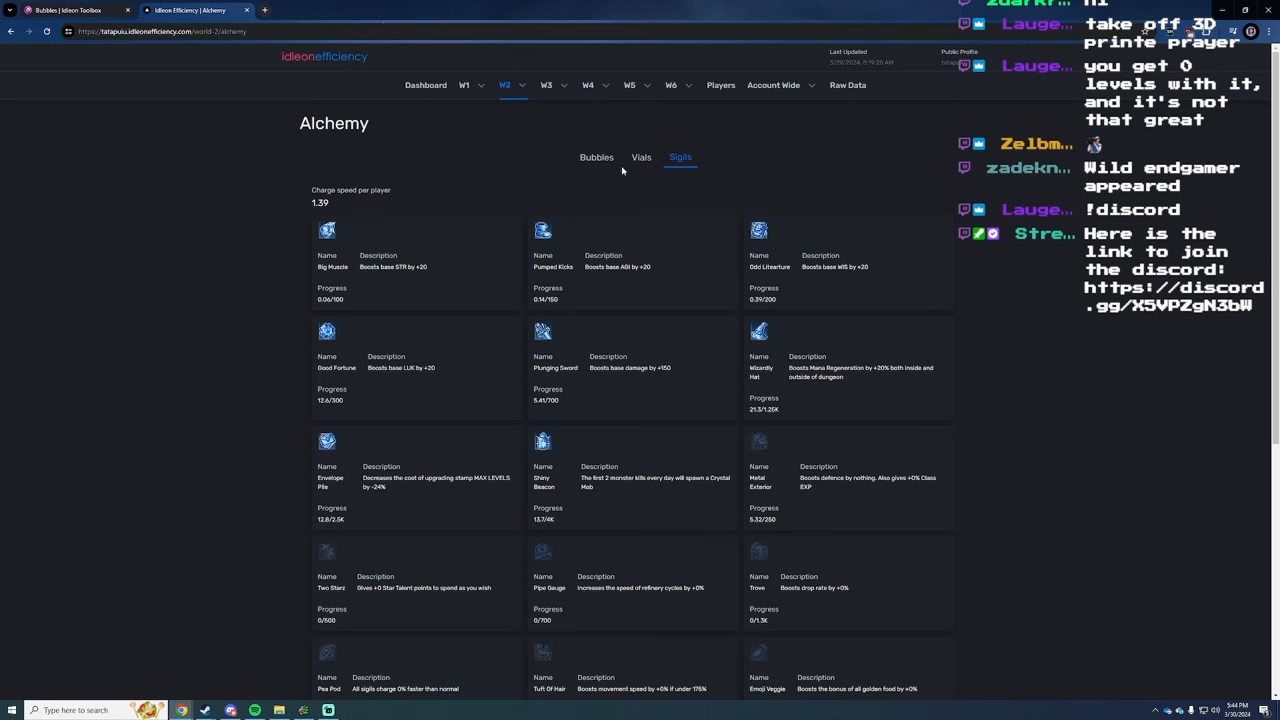 Bubbles | Idleon Toolbox
Idleon Efficiency | Alchemy
https://tatapuiu.idleonefficiency.com/world-2/alchemy
idleonefficiency
Last Updated
3/29/2024, 8:19:28 AM
Public Profile
Dashboard W1 W2 W3 W4 W5 W6 Players Account Wide Raw Data
Alchemy
Bubbles Vials Sigils
Charge speed per player
1.39
Name Description
Big Muscle Boosts base STR by +20
Progress
0.06/100
Name Description
Pumped Kicks Boosts base AGI by +20
Progress
0.14/150
Name Description
Odd Litearture Boosts base WIS by +20
Progress
0.39/200
Name Description
Good Fortune Boosts base LUK by +20
Progress
12.6/300
Name Description
Plunging Sword Boosts base damage by +150
Progress
5.41/700
Name Description
Wizardly Boosts Mana Regeneration by +20% both inside and
Hat outside of dungeon
Progress
21.3/1.25K
Name Description
Envelope Decreases the cost of upgrading stamp MAX LEVELS
Pile by -24%
Progress
12.8/2.5K
Name Description
Shiny The first 2 monster kills every day will spawn a Crystal
Beacon Mob
Progress
13.7/4K
Name Description
Metal Boosts defence by nothing. Also gives +0% Class
Exterior EXP
Progress
5.32/250
Name Description
Two Starz Gives +0 Star Talent points to spend as you wish
Progress
0/500
Name Description
Pipe Gauge Increases the speed of refinery cycles by +0%
Progress
0/700
Name Description
Trove Boosts drop rate by +0%
Progress
0/1.3K
Name Description
Pea Pod All sigils charge 0% faster than normal
Name Description
Tuft Of Hair Boosts movement speed by +0% if under 175%
Name Description
Emoji Veggie Boosts the bonus of all golden food by +0%
hi
Lauge... take off 3D
printe prayer
Lauge... you get 0
levels with it,
and it's not
that great
Zelbm...
zadekn... Wild endgamer
appeared
Lauge... !discord
Stre... Here is the
link to join
the discord:
https://discord
.gg/X5VPZgN3bW
Type here to search
5:44 PM
3/30/2024